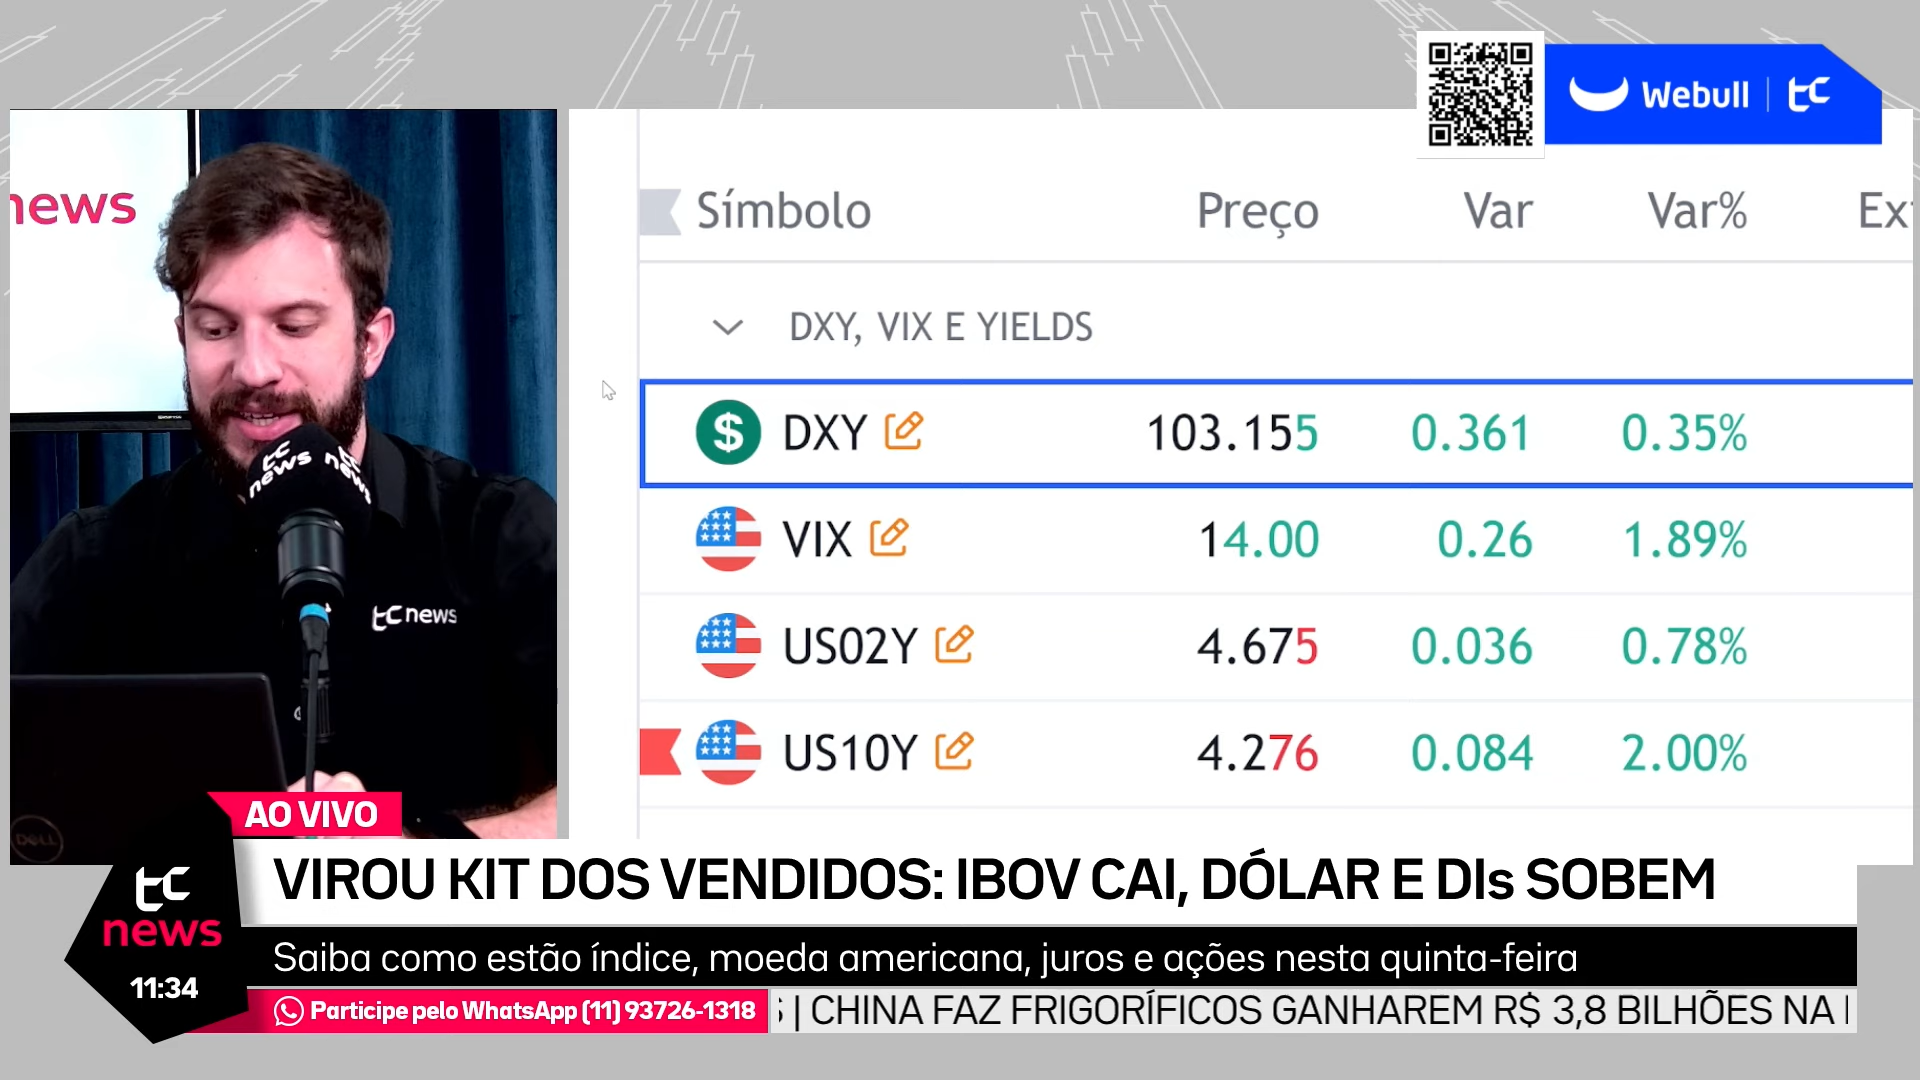 Webull | tc
news
Símbolo Preço Var Var% Ex
DXY, VIX E YIELDS
$ DXY 103.155 0.361 0.35%
VIX 14.00 0.26 1.89%
US02Y 4.675 0.036 0.78%
US10Y 4.276 0.084 2.00%
tc news
news
tc news
DELL
AO VIVO
tc news
11:34
VIROU KIT DOS VENDIDOS: IBOV CAI, DÓLAR E DIs SOBEM
Saiba como estão índice, moeda americana, juros e ações nesta quinta-feira
Participe pelo WhatsApp (11) 93726-1318
| CHINA FAZ FRIGORÍFICOS GANHAREM R$ 3,8 BILHÕES NA